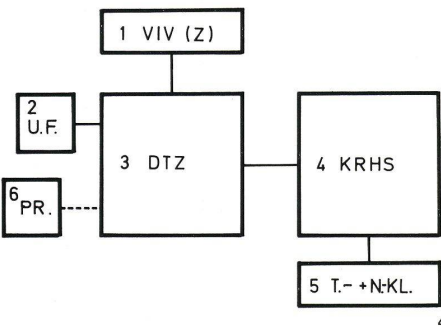 1 VIV (Z)
2
U.F.
3 DTZ
4 KRHS
6
PR.
5 T.- +N.-KL.